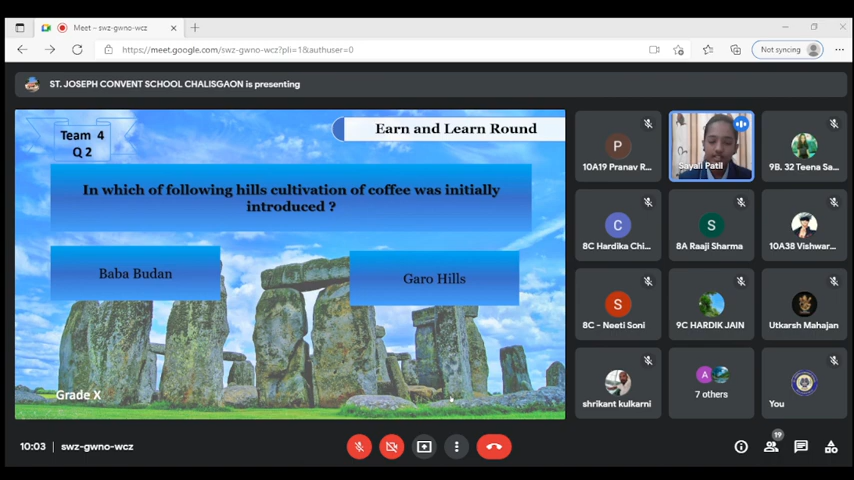 Meet – swz-gwno-wcz
https://meet.google.com/swz-gwno-wcz?pli=1&authuser=0
Not syncing
ST. JOSEPH CONVENT SCHOOL CHALISGAON is presenting
Team 4
Q 2
Earn and Learn Round
In which of following hills cultivation of coffee was initially
introduced ?
Baba Budan
Garo Hills
Grade X
P
10A19 Pranav R...
Sayali Patil
9B. 32 Teena Sa...
C
8C Hardika Chi...
S
8A Raaji Sharma
10A38 Vishwar...
S
8C - Neeti Soni
9C HARDIK JAIN
Utkarsh Mahajan
shrikant kulkarni
A
7 others
You
10:03 | swz-gwno-wcz
19